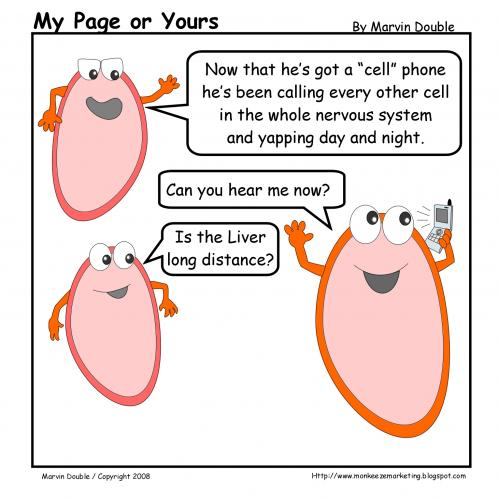 My Page or Yours
By Marvin Double
Now that he's got a "cell" phone
he's been calling every other cell
in the whole nervous system
and yapping day and night.
Can you hear me now?
Is the Liver
long distance?
Marvin Double / Copyright 2008
Http://www.monkeezemarketing.blogspot.com